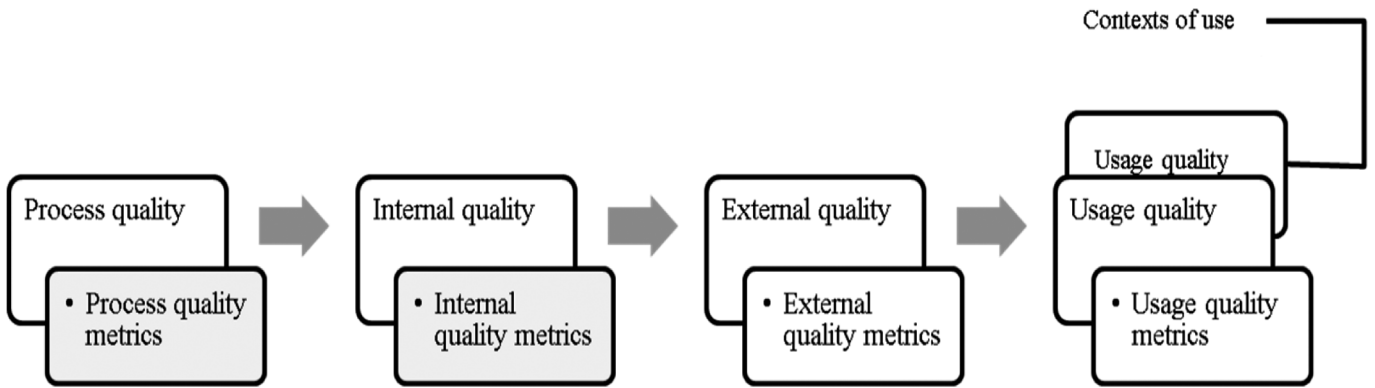 Contexts of use
Usage quality
Process quality
Internal quality
External quality
Usage quality
• Process quality
metrics
• Internal
quality metrics
• External
quality metrics
• Usage quality
metrics